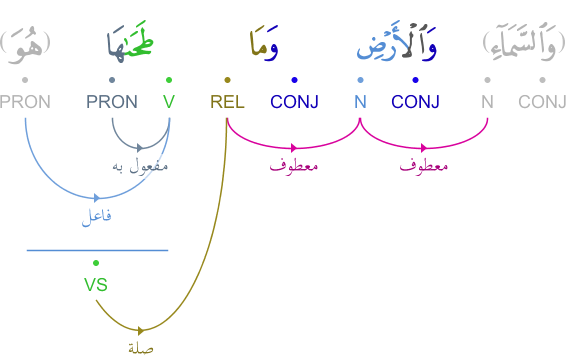 (وَٱلسَّمَآءِ) وَٱلْأَرْضِ وَمَا طَحَىٰهَا (هُوَ)
CONJ N CONJ N CONJ REL V PRON PRON
معطوف معطوف مفعول به
فاعل
VS
صلة